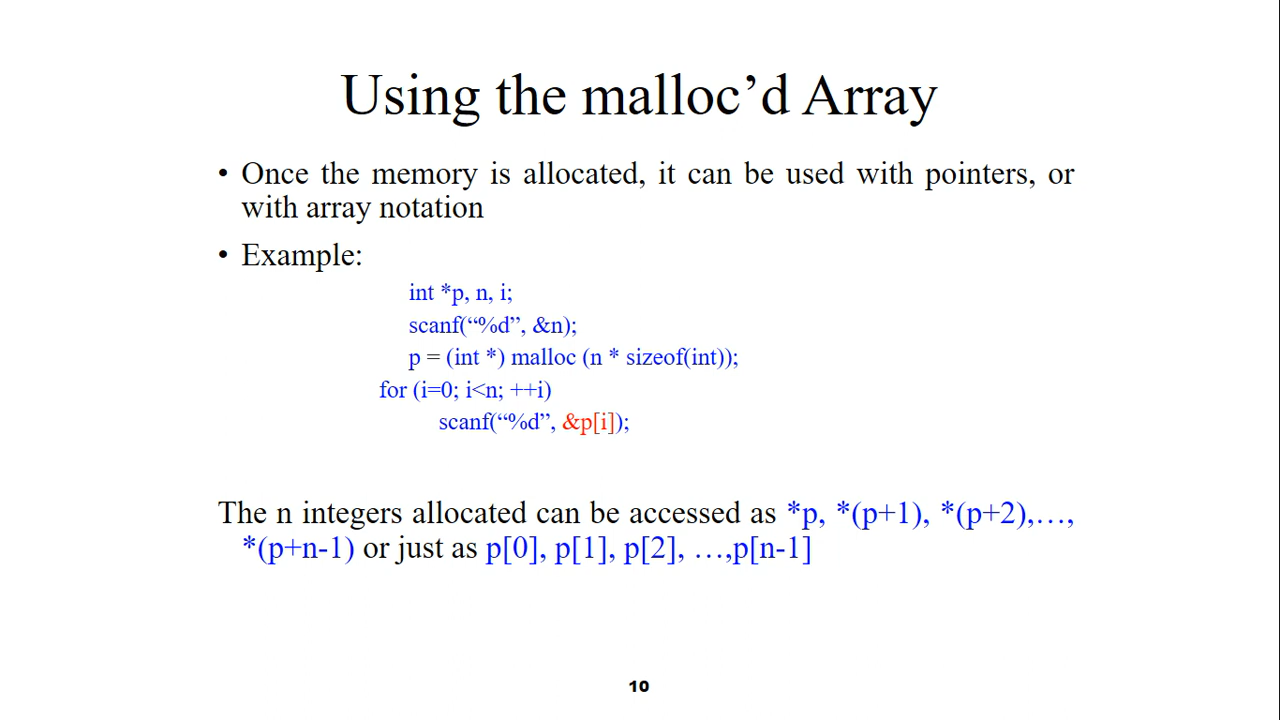 Using the malloc’d Array
• Once the memory is allocated, it can be used with pointers, or
with array notation
• Example:
int *p, n, i;
scanf(“%d”, &n);
p = (int *) malloc (n * sizeof(int));
for (i=0; i<n; ++i)
scanf(“%d”, &p[i]);
The n integers allocated can be accessed as *p, *(p+1), *(p+2),…,
*(p+n-1) or just as p[0], p[1], p[2], …,p[n-1]
10